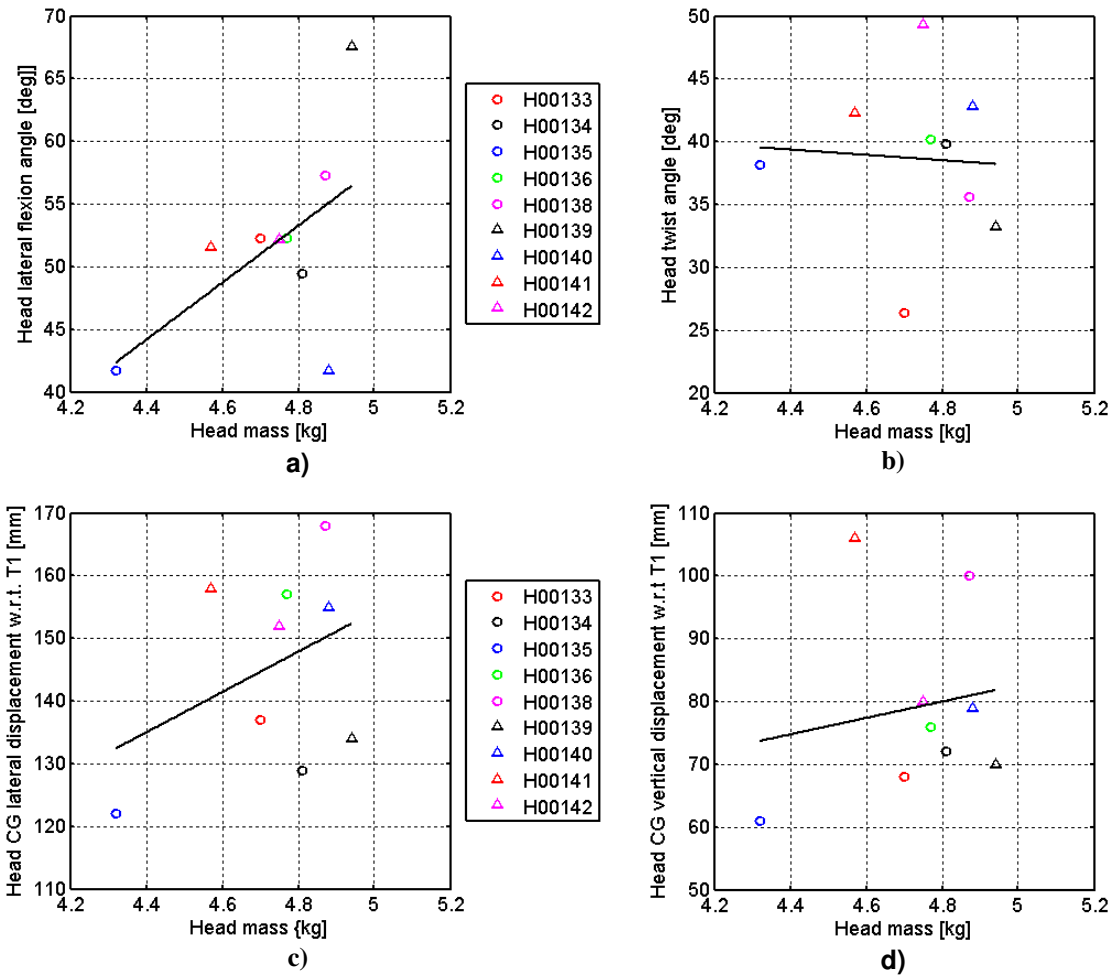 70
65
60
55
50
45
40
Head lateral flexion angle [deg]]
4.2 4.4 4.6 4.8 5 5.2
Head mass [kg]
a)
H00133
H00134
H00135
H00136
H00138
H00139
H00140
H00141
H00142
50
45
40
35
30
25
20
Head twist angle [deg]
4.2 4.4 4.6 4.8 5 5.2
Head mass [kg]
b)
170
160
150
140
130
120
110
Head CG lateral displacement w.r.t. T1 [mm]
4.2 4.4 4.6 4.8 5 5.2
Head mass {kg]
c)
H00133
H00134
H00135
H00136
H00138
H00139
H00140
H00141
H00142
110
100
90
80
70
60
50
Head CG vertical displacement w.r.t T1 [mm]
4.2 4.4 4.6 4.8 5 5.2
Head mass [kg]
d)